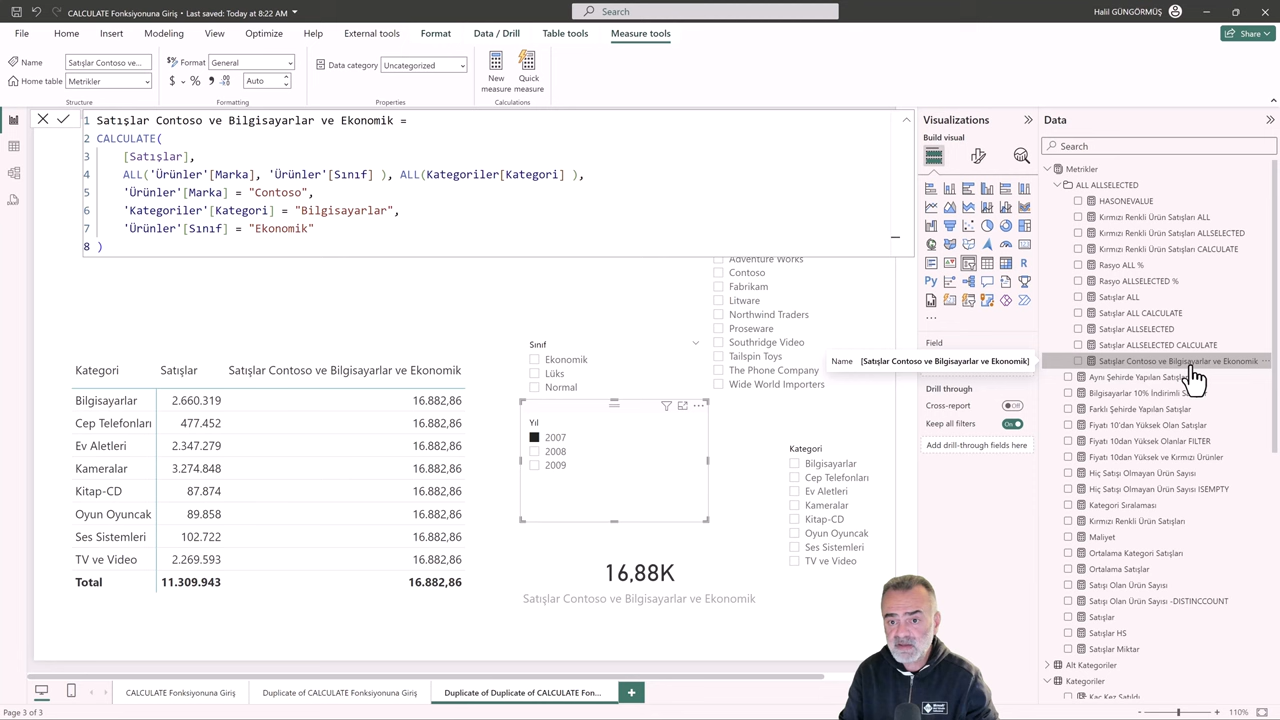 CALCULATE Fonksiyonuna Giriş • Last saved: Today at 8:22 AM
Search
Halil GÜNGÖRMÜŞ
File Home Insert Modeling View Optimize Help External tools Format Data / Drill Table tools Measure tools
Share
Name
Satışlar Contoso ve...
Home table
Metrikler
Structure
Format
General
$ % 9 Auto
Formatting
Data category
Uncategorized
Properties
New measure
Quick measure
Calculations
1 Satışlar Contoso ve Bilgisayarlar ve Ekonomik =
2 CALCULATE(
3 [Satışlar],
4 ALL('Ürünler'[Marka], 'Ürünler'[Sınıf] ), ALL(Kategoriler[Kategori] ),
5 'Ürünler'[Marka] = "Contoso",
6 'Kategoriler'[Kategori] = "Bilgisayarlar",
7 'Ürünler'[Sınıf] = "Ekonomik"
8 )
Adventure Works
Contoso
Fabrikam
Litware
Northwind Traders
Proseware
Southridge Video
Tailspin Toys
The Phone Company
Wide World Importers
Sınıf
Ekonomik
Lüks
Normal
Yıl
2007
2008
2009
Kategori
Bilgisayarlar
Cep Telefonları
Ev Aletleri
Kameralar
Kitap-CD
Oyun Oyuncak
Ses Sistemleri
TV ve Video
Kategori Satışlar Satışlar Contoso ve Bilgisayarlar ve Ekonomik
Bilgisayarlar 2.660.319 16.882,86
Cep Telefonları 477.452 16.882,86
Ev Aletleri 2.347.279 16.882,86
Kameralar 3.274.848 16.882,86
Kitap-CD 87.874 16.882,86
Oyun Oyuncak 89.858 16.882,86
Ses Sistemleri 102.722 16.882,86
TV ve Video 2.269.593 16.882,86
Total 11.309.943 16.882,86
16,88K
Satışlar Contoso ve Bilgisayarlar ve Ekonomik
Visualizations
Build visual
Py
R
Field
Name [Satışlar Contoso ve Bilgisayarlar ve Ekonomik]
Drill through
Cross-report
Off
Keep all filters
On
Add drill-through fields here
Data
Search
Metrikler
ALL ALLSELECTED
HASONEVALUE
Kırmızı Renkli Ürün Satışları ALL
Kırmızı Renkli Ürün Satışları ALLSELECTED
Kırmızı Renkli Ürün Satışları CALCULATE
Rasyo ALL %
Rasyo ALLSELECTED %
Satışlar ALL
Satışlar ALL CALCULATE
Satışlar ALLSELECTED
Satışlar ALLSELECTED CALCULATE
Satışlar Contoso ve Bilgisayarlar ve Ekonomik
Aynı Şehirde Yapılan
Bilgisayarlar 10% İndirimli
Farklı Şehirde Yapılan Satışlar
Fiyatı 10'dan Yüksek Olan Satışlar
Fiyatı 10dan Yüksek Olanlar FILTER
Fiyatı 10dan Yüksek ve Kırmızı Ürünler
Hiç Satışı Olmayan Ürün Sayısı
Hiç Satışı Olmayan Ürün Sayısı ISEMPTY
Kategori Sıralaması
Kırmızı Renkli Ürün Satışları
Maliyet
Ortalama Kategori Satışları
Ortalama Satışlar
Satışı Olan Ürün Sayısı
Satışı Olan Ürün Sayısı -DISTINCCOUNT
Satışlar
Satışlar HS
Satışlar Miktar
Alt Kategoriler
Kategoriler
Kaç Kez Satıldı
CALCULATE Fonksiyonuna Giriş
Duplicate of CALCULATE Fonksiyonuna Giriş
Duplicate of Duplicate of CALCULATE Fon...
Page 3 of 3
110%